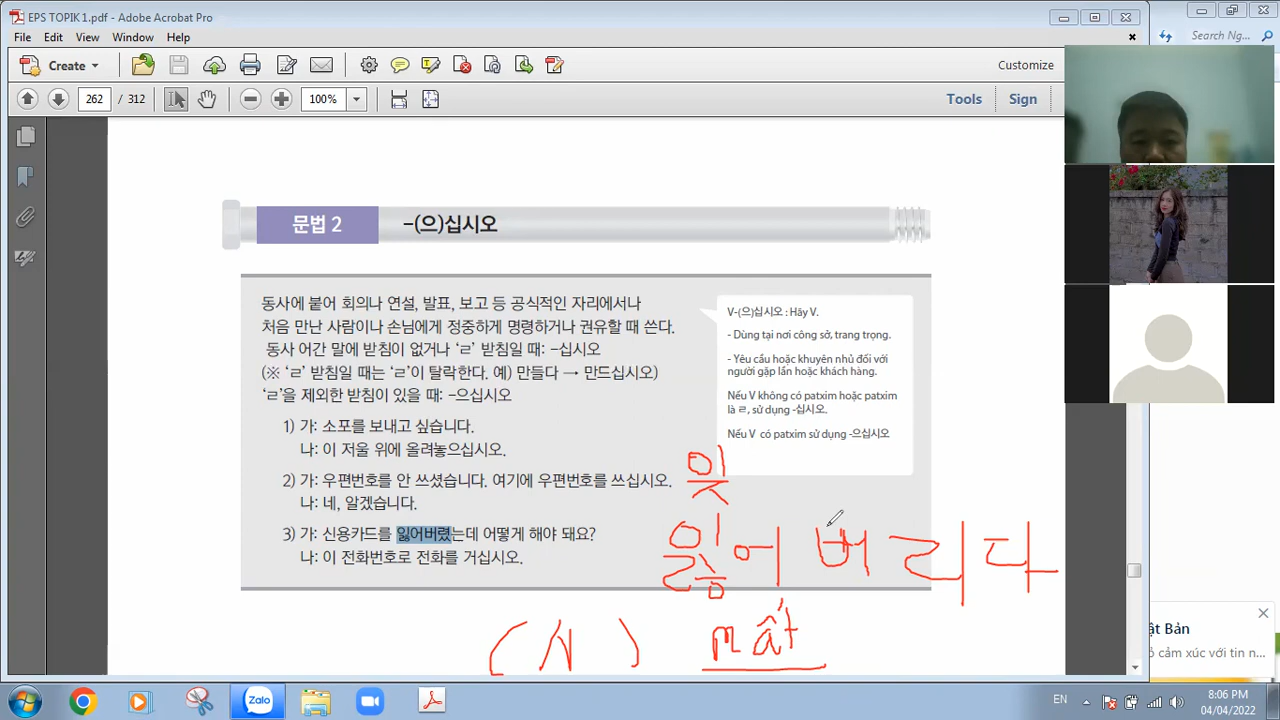 EPS TOPIK 1.pdf - Adobe Acrobat Pro
File Edit View Window Help
Create
Customize
262 / 312
100%
Tools Sign
Search Ng...
문법 2 -(으)십시오
동사에 붙어 회의나 연설, 발표, 보고 등 공식적인 자리에서나
처음 만난 사람이나 손님에게 정중하게 명령하거나 권유할 때 쓴다.
동사 어간 말에 받침이 없거나 ‘ㄹ’ 받침일 때: -십시오
(※ ‘ㄹ’ 받침일 때는 ‘ㄹ’이 탈락한다. 예) 만들다 → 만드십시오)
‘ㄹ’을 제외한 받침이 있을 때: -으십시오
1) 가: 소포를 보내고 싶습니다.
나: 이 저울 위에 올려놓으십시오.
2) 가: 우편번호를 안 쓰셨습니다. 여기에 우편번호를 쓰십시오.
나: 네, 알겠습니다.
3) 가: 신용카드를 잃어버렸는데 어떻게 해야 돼요?
나: 이 전화번호로 전화를 거십시오.
V-(으)십시오 : Hãy V.
- Dùng tại nơi công sở, trang trọng.
- Yêu cầu hoặc khuyên nhủ đối với
người gặp lần hoặc khách hàng.
Nếu V không có patxim hoặc patxim
là ㄹ, sử dụng -십시오.
Nếu V có patxim sử dụng -으십시오
잊
잃어 버리다
(N) mất
ật Bản
ỏ cảm xúc với tin n
Zalo
EN
8:06 PM
04/04/2022